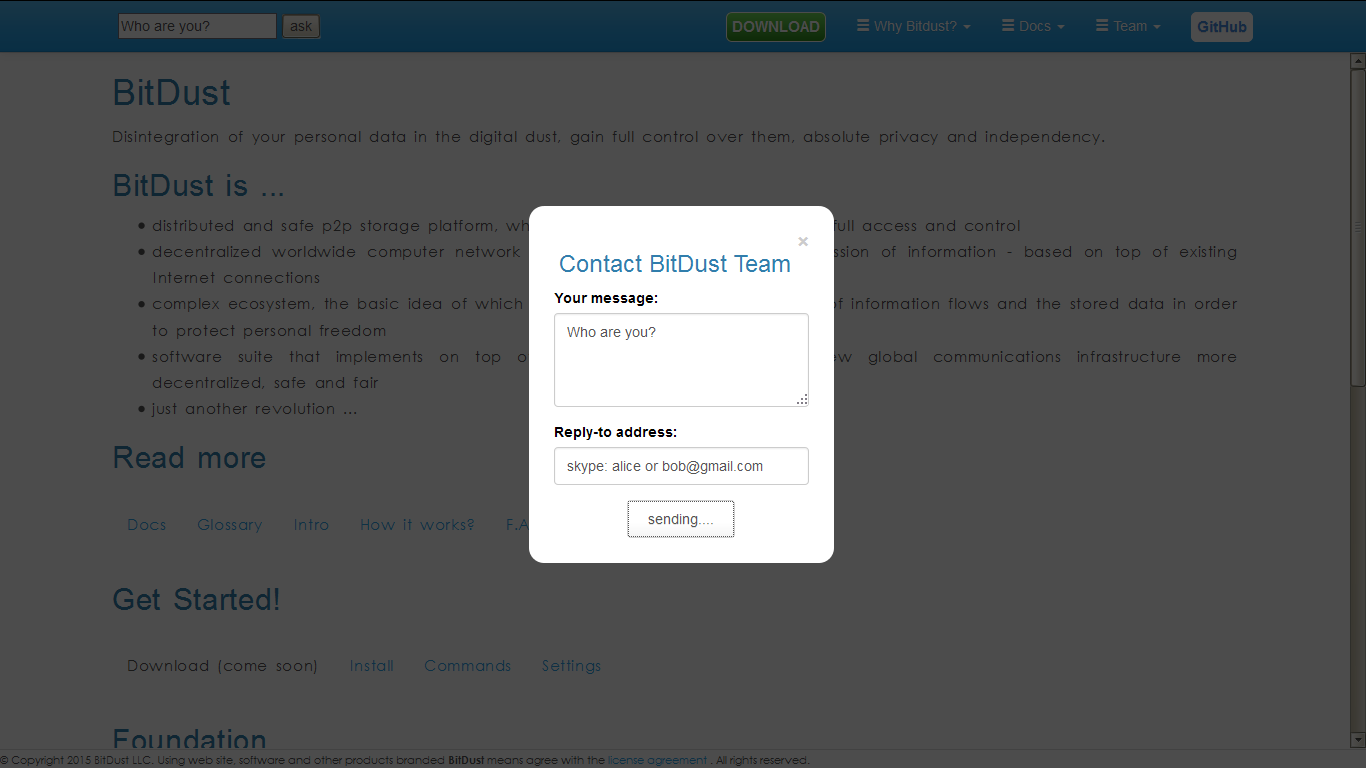 Who are you? ask DOWNLOAD Why Bitdust? Docs Team GitHub
BitDust
Disintegration of your personal data in the digital dust, gain full control over them, absolute privacy and independency.
BitDust is ...
distributed and safe p2p storage platform, full access and control
decentralized worldwide computer network of information - based on top of existing
Internet connections
complex ecosystem, the basic idea of which of information flows and the stored data in order
to protect personal freedom
software suite that implements on top global communications infrastructure more
decentralized, safe and fair
just another revolution ...
Read more
Docs Glossary Intro How it works?
Get Started!
Download (come soon) Install Commands Settings
Foundation
© Copyright 2015 BitDust LLC. Using web site, software and other products branded BitDust means agree with the license agreement . All rights reserved.
×
Contact BitDust Team
Your message:
Who are you?
Reply-to address:
skype: alice or bob@gmail.com
sending....